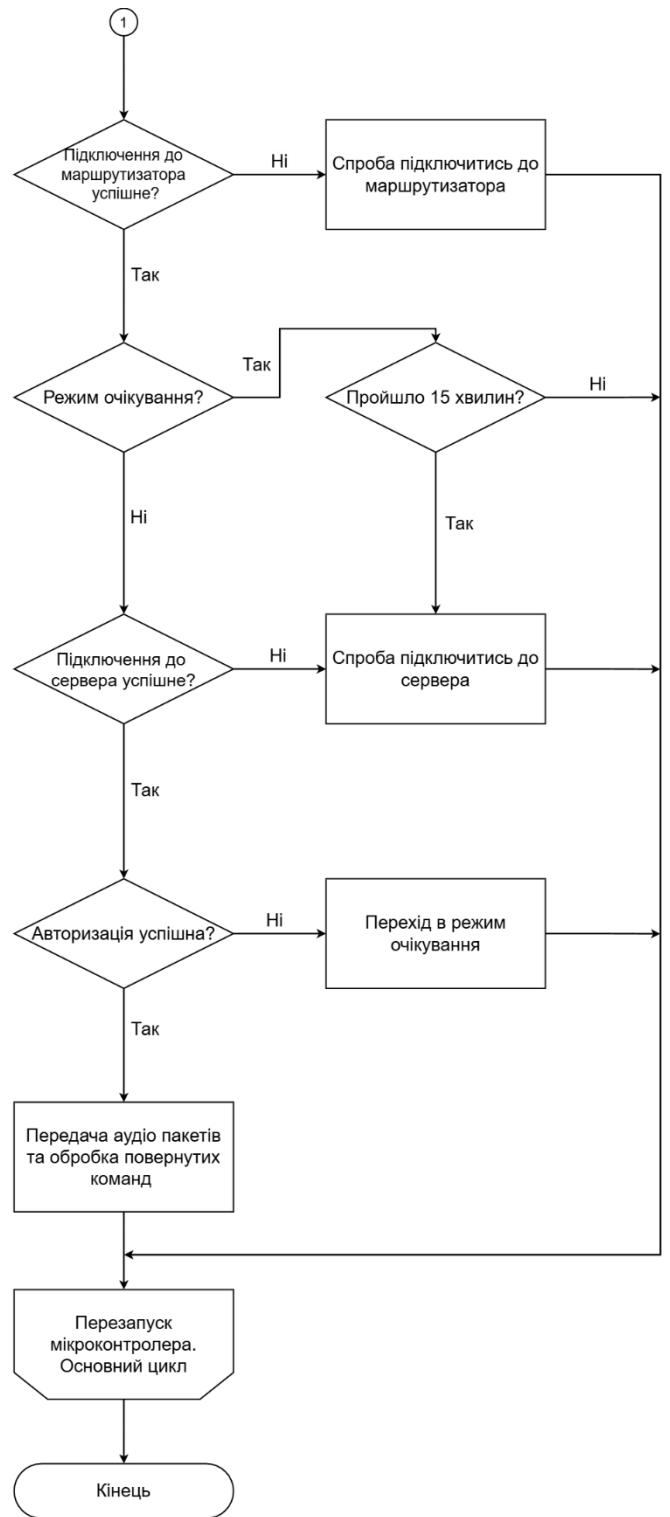 1
Підключення до
маршрутизатора
успішне?
Ні
Спроба підключитись до
маршрутизатора
Так
Режим очікування?
Так
Пройшло 15 хвилин?
Ні
Ні
Так
Підключення до
сервера успішне?
Ні
Спроба підключитись до
сервера
Так
Авторизація успішна?
Ні
Перехід в режим
очікування
Так
Передача аудіо пакетів
та обробка повернутих
команд
Перезапуск
мікроконтролера.
Основний цикл
Кінець